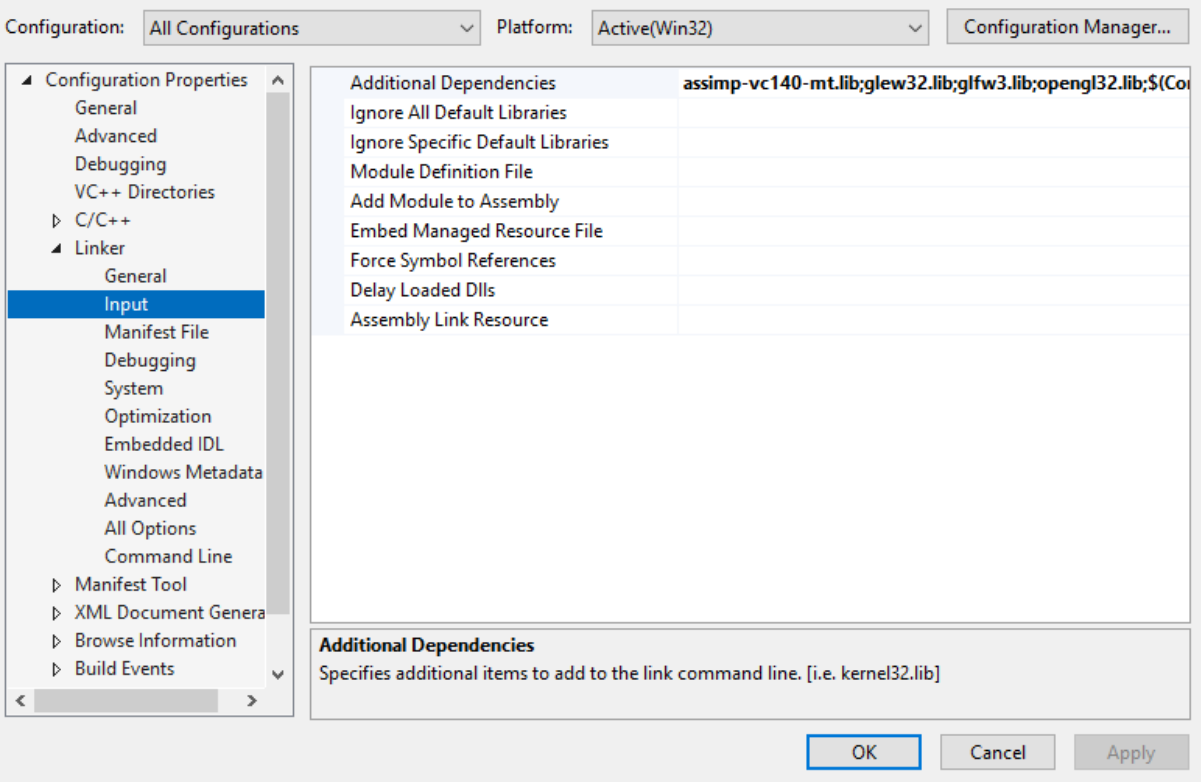 Configuration: All Configurations Platform: Active(Win32) Configuration Manager...
Configuration Properties
General
Advanced
Debugging
VC++ Directories
C/C++
Linker
General
Input
Manifest File
Debugging
System
Optimization
Embedded IDL
Windows Metadata
Advanced
All Options
Command Line
Manifest Tool
XML Document Genera
Browse Information
Build Events
Additional Dependencies assimp-vc140-mt.lib;glew32.lib;glfw3.lib;opengl32.lib;$(Cor
Ignore All Default Libraries
Ignore Specific Default Libraries
Module Definition File
Add Module to Assembly
Embed Managed Resource File
Force Symbol References
Delay Loaded Dlls
Assembly Link Resource
Additional Dependencies
Specifies additional items to add to the link command line. [i.e. kernel32.lib]
OK Cancel Apply